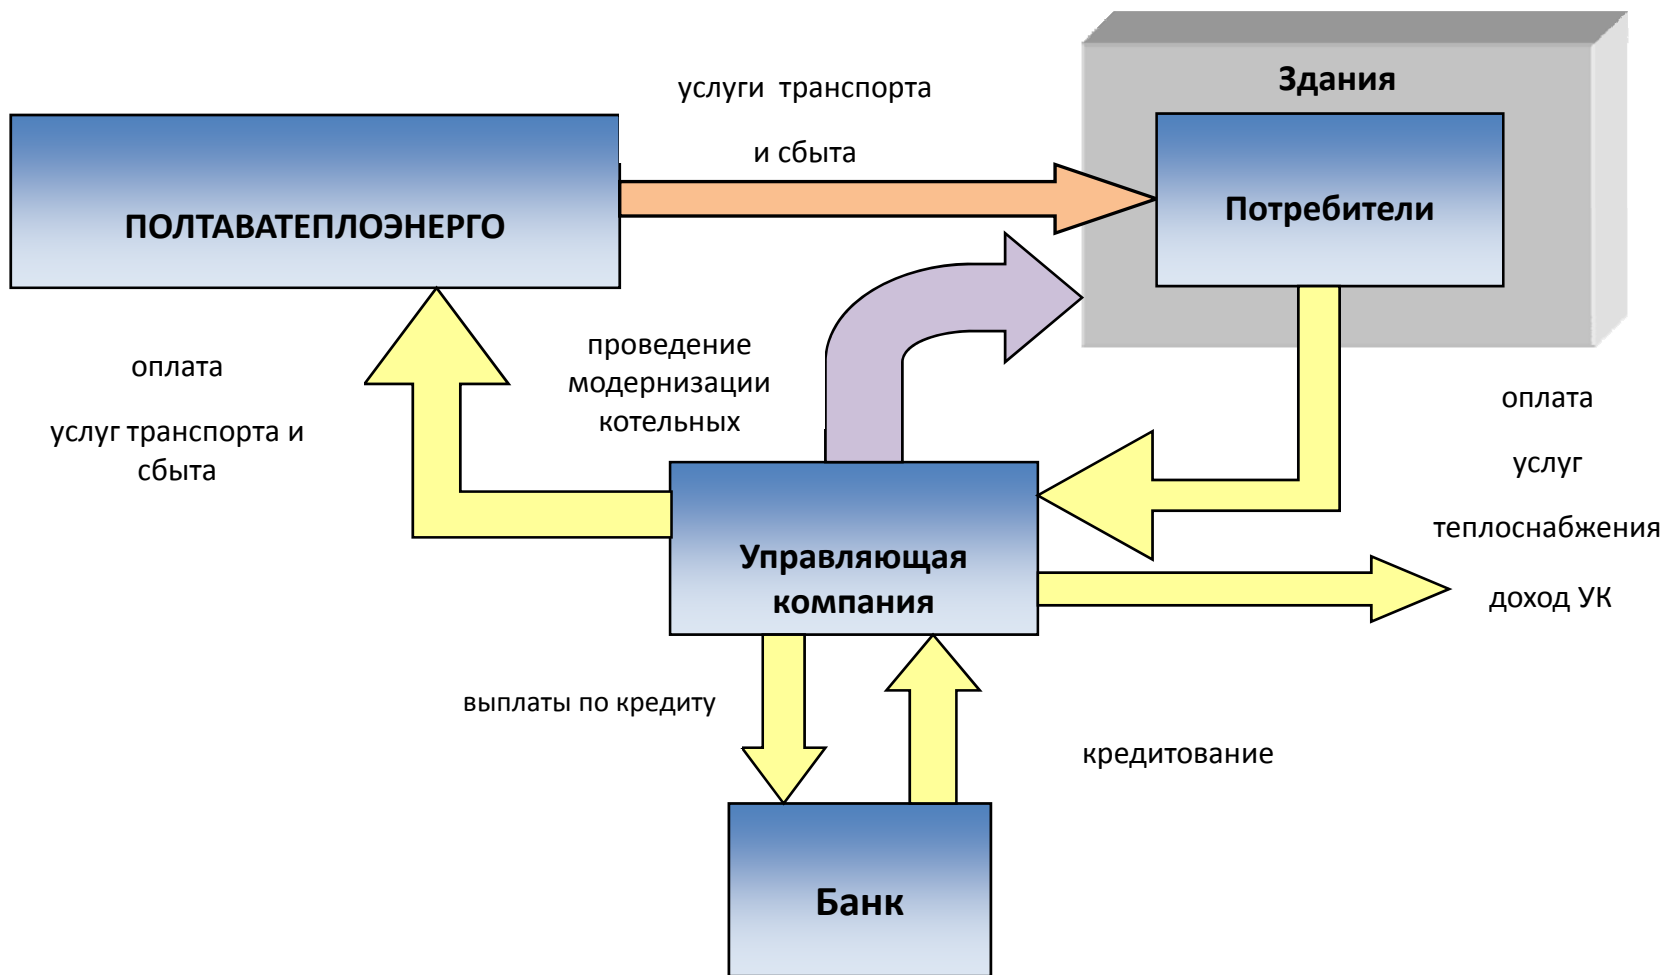 Здания
услуги транспорта
и сбыта
ПОЛТАВАТЕПЛОЭНЕРГО
Потребители
проведение
модернизации
котельных
оплата
услуг транспорта и
сбыта
оплата
услуг
теплоснабжения
Управляющая
компания
доход УК
выплаты по кредиту
кредитование
Банк